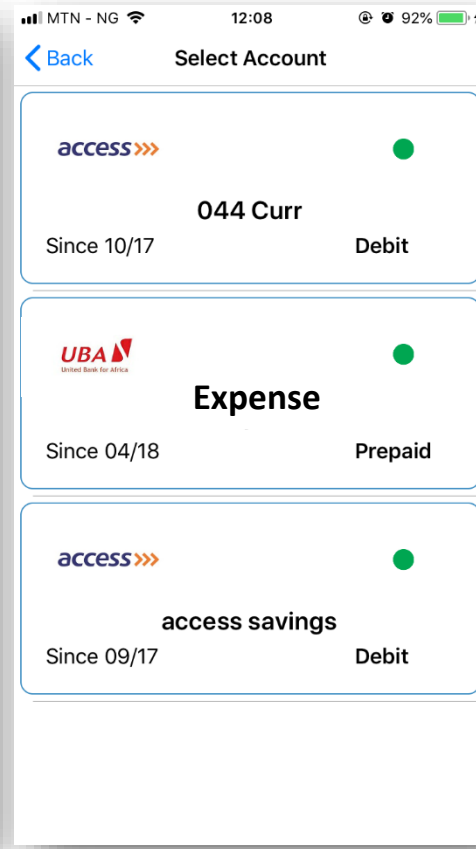 MTN - NG 12:08 92%
Back Select Account
access
044 Curr
Since 10/17 Debit
UBA
United Bank for Africa
Expense
Since 04/18 Prepaid
access
access savings
Since 09/17 Debit